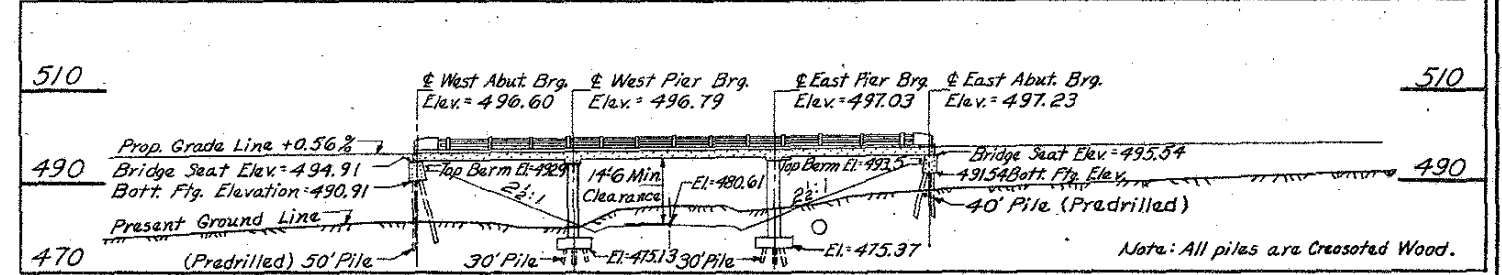 510
510
℄ West Abut. Brg.
Elev. = 496.60
℄ West Pier Brg.
Elev. = 496.79
℄ East Pier Brg.
Elev. = 497.03
℄ East Abut. Brg.
Elev. = 497.23
Prop. Grade Line +0.56%
490
Bridge Seat Elev. = 494.91
Bott. Ftg. Elevation = 490.91
Top Berm El. = 492.9
2½:1
14'-6 Min.
Clearance
El. = 480.61
Top Berm El. = 493.5
2½:1
Bridge Seat Elev. = 495.54
491.54 Bott. Ftg. Elev.
490
40' Pile (Predrilled)
Present Ground Line
470
(Predrilled) 50' Pile
30' Pile
El. = 475.13
30' Pile
El. = 475.37
Note: All piles are Creosoted Wood.